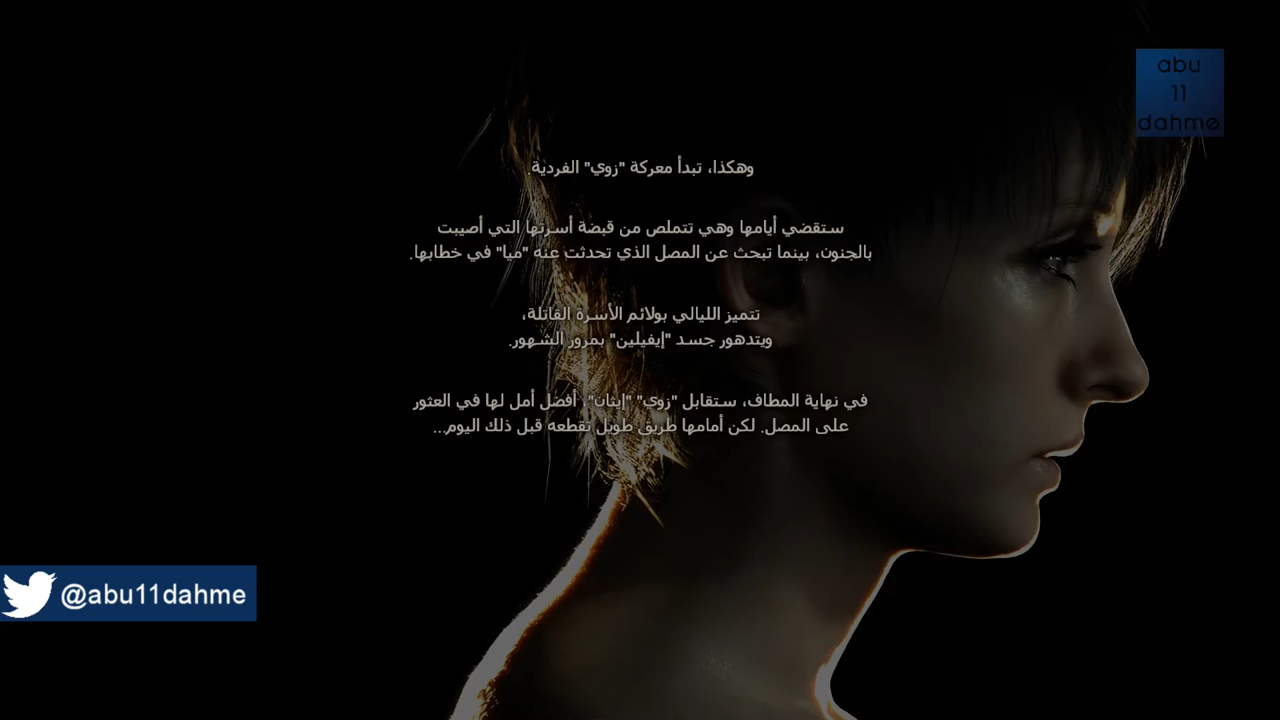 abu
11
dahme
وهكذا، تبدأ معركة "زوي" الفردية.
ستقضي أيامها وهي تتملص من قبضة أسرتها التي أصيبت
بالجنون، بينما تبحث عن المصل الذي تحدثت عنه "ميا" في خطابها.
تتميز الليالي بولائم الأسرة القاتلة،
ويتدهور جسد "إيفيلين" بمرور الشهور.
في نهاية المطاف، ستقابل "زوي" "إيثان"، أفضل أمل لها في العثور
على المصل. لكن أمامها طريق طويل تقطعه قبل ذلك اليوم...
@abu11dahme